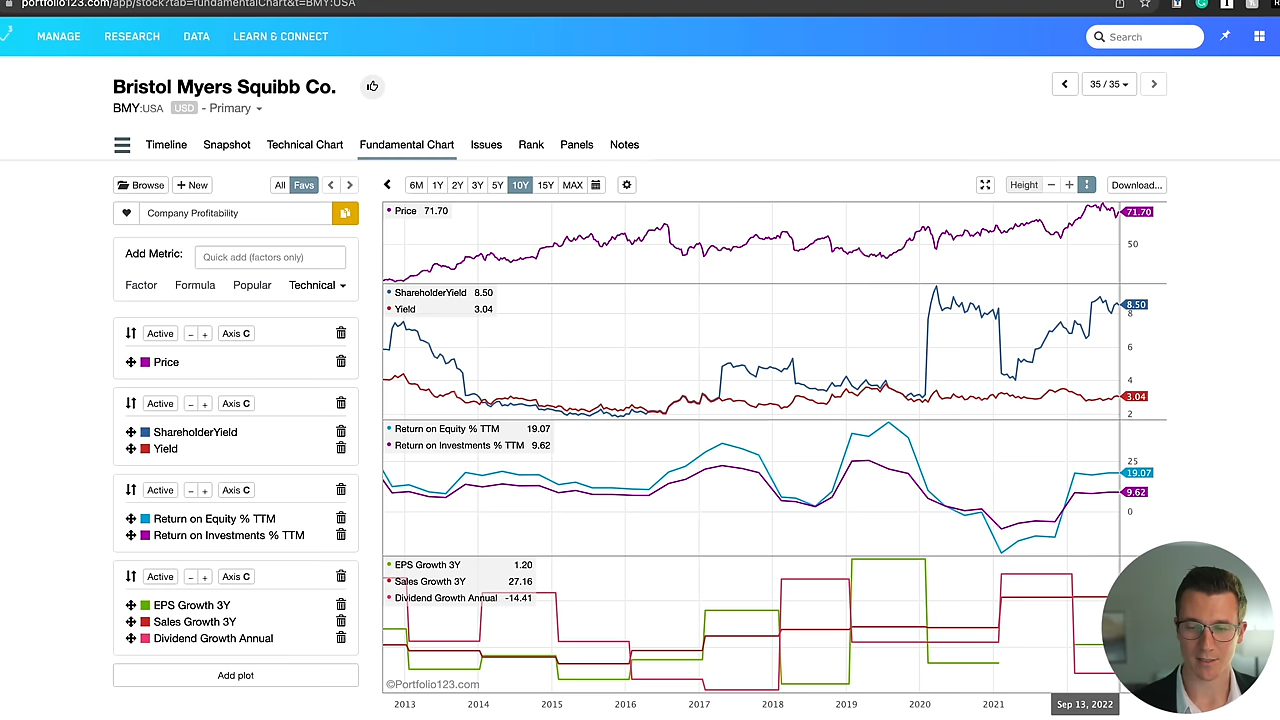 portfolio123.com/app/stock?tab=fundamentalChart&t=BMY:USA
MANAGE RESEARCH DATA LEARN & CONNECT Search
Bristol Myers Squibb Co.
35 / 35
BMY:USA USD - Primary
Timeline Snapshot Technical Chart Fundamental Chart Issues Rank Panels Notes
Browse + New All Favs
6M 1Y 2Y 3Y 5Y 10Y 15Y MAX Height − + Download...
Company Profitability
Price 71.70
71.70
50
Add Metric: Quick add (factors only)
Factor Formula Popular Technical
ShareholderYield 8.50
Yield 3.04
8.50
8
6
4
3.04
2
Active − + Axis C
Price
Active − + Axis C
ShareholderYield
Yield
Return on Equity % TTM 19.07
Return on Investments % TTM 9.62
25
19.07
9.62
0
Active − + Axis C
Return on Equity % TTM
Return on Investments % TTM
EPS Growth 3Y 1.20
Sales Growth 3Y 27.16
Dividend Growth Annual -14.41
Active − + Axis C
EPS Growth 3Y
Sales Growth 3Y
Dividend Growth Annual
Add plot
©Portfolio123.com
2013 2014 2015 2016 2017 2018 2019 2020 2021 Sep 13, 2022